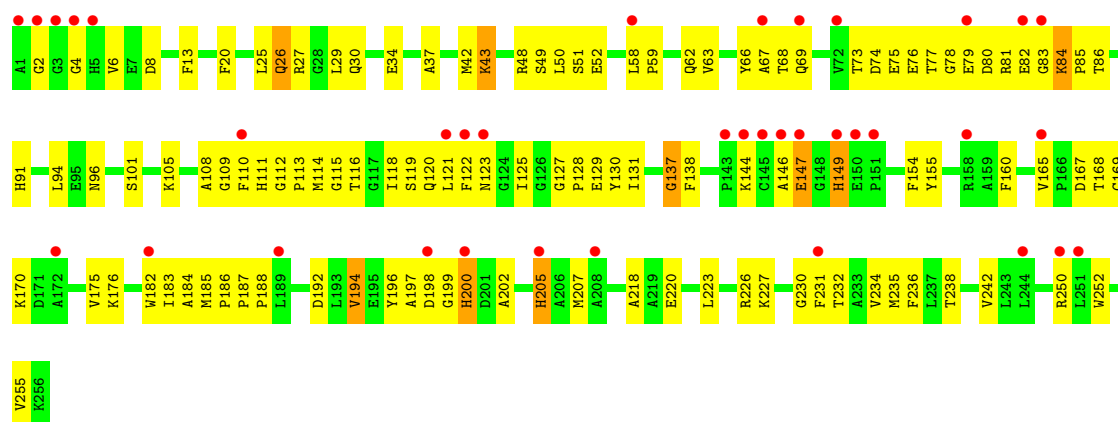 A1 G2 G3 G4 H5 V6 E7 D8 F13 F20 L25 Q26 R27 G28 L29 Q30 E34 A37 M42 K43 R48 S49 L50 S51 E52 L58 P59 Q62 V63 Y66 A67 T68 Q69 V72 T73 D74 E75 E76 T77 G78 E79 D80 R81 E82 G83 K84 P85 T86
H91 L94 E95 N96 S101 K105 A108 G109 F110 H111 G112 P113 M114 G115 T116 G117 I118 S119 Q120 L121 F122 N123 G124 I125 G126 G127 P128 E129 Y130 I131 G137 F138 P143 K144 C145 A146 E147 G148 H149 E150 P151 F154 Y155 R158 A159 F160 V165 P166 D167 T168 C169
K170 D171 A172 V175 K176 W182 I183 A184 M185 P186 P187 P188 L189 D192 L193 V194 E195 Y196 A197 D198 G199 H200 D201 A202 H205 A206 M207 A208 A218 A219 E220 L223 R226 K227 G230 F231 T232 A233 V234 M235 F236 L237 T238 V242 L243 L244 R250 L251 W252
V255 K256